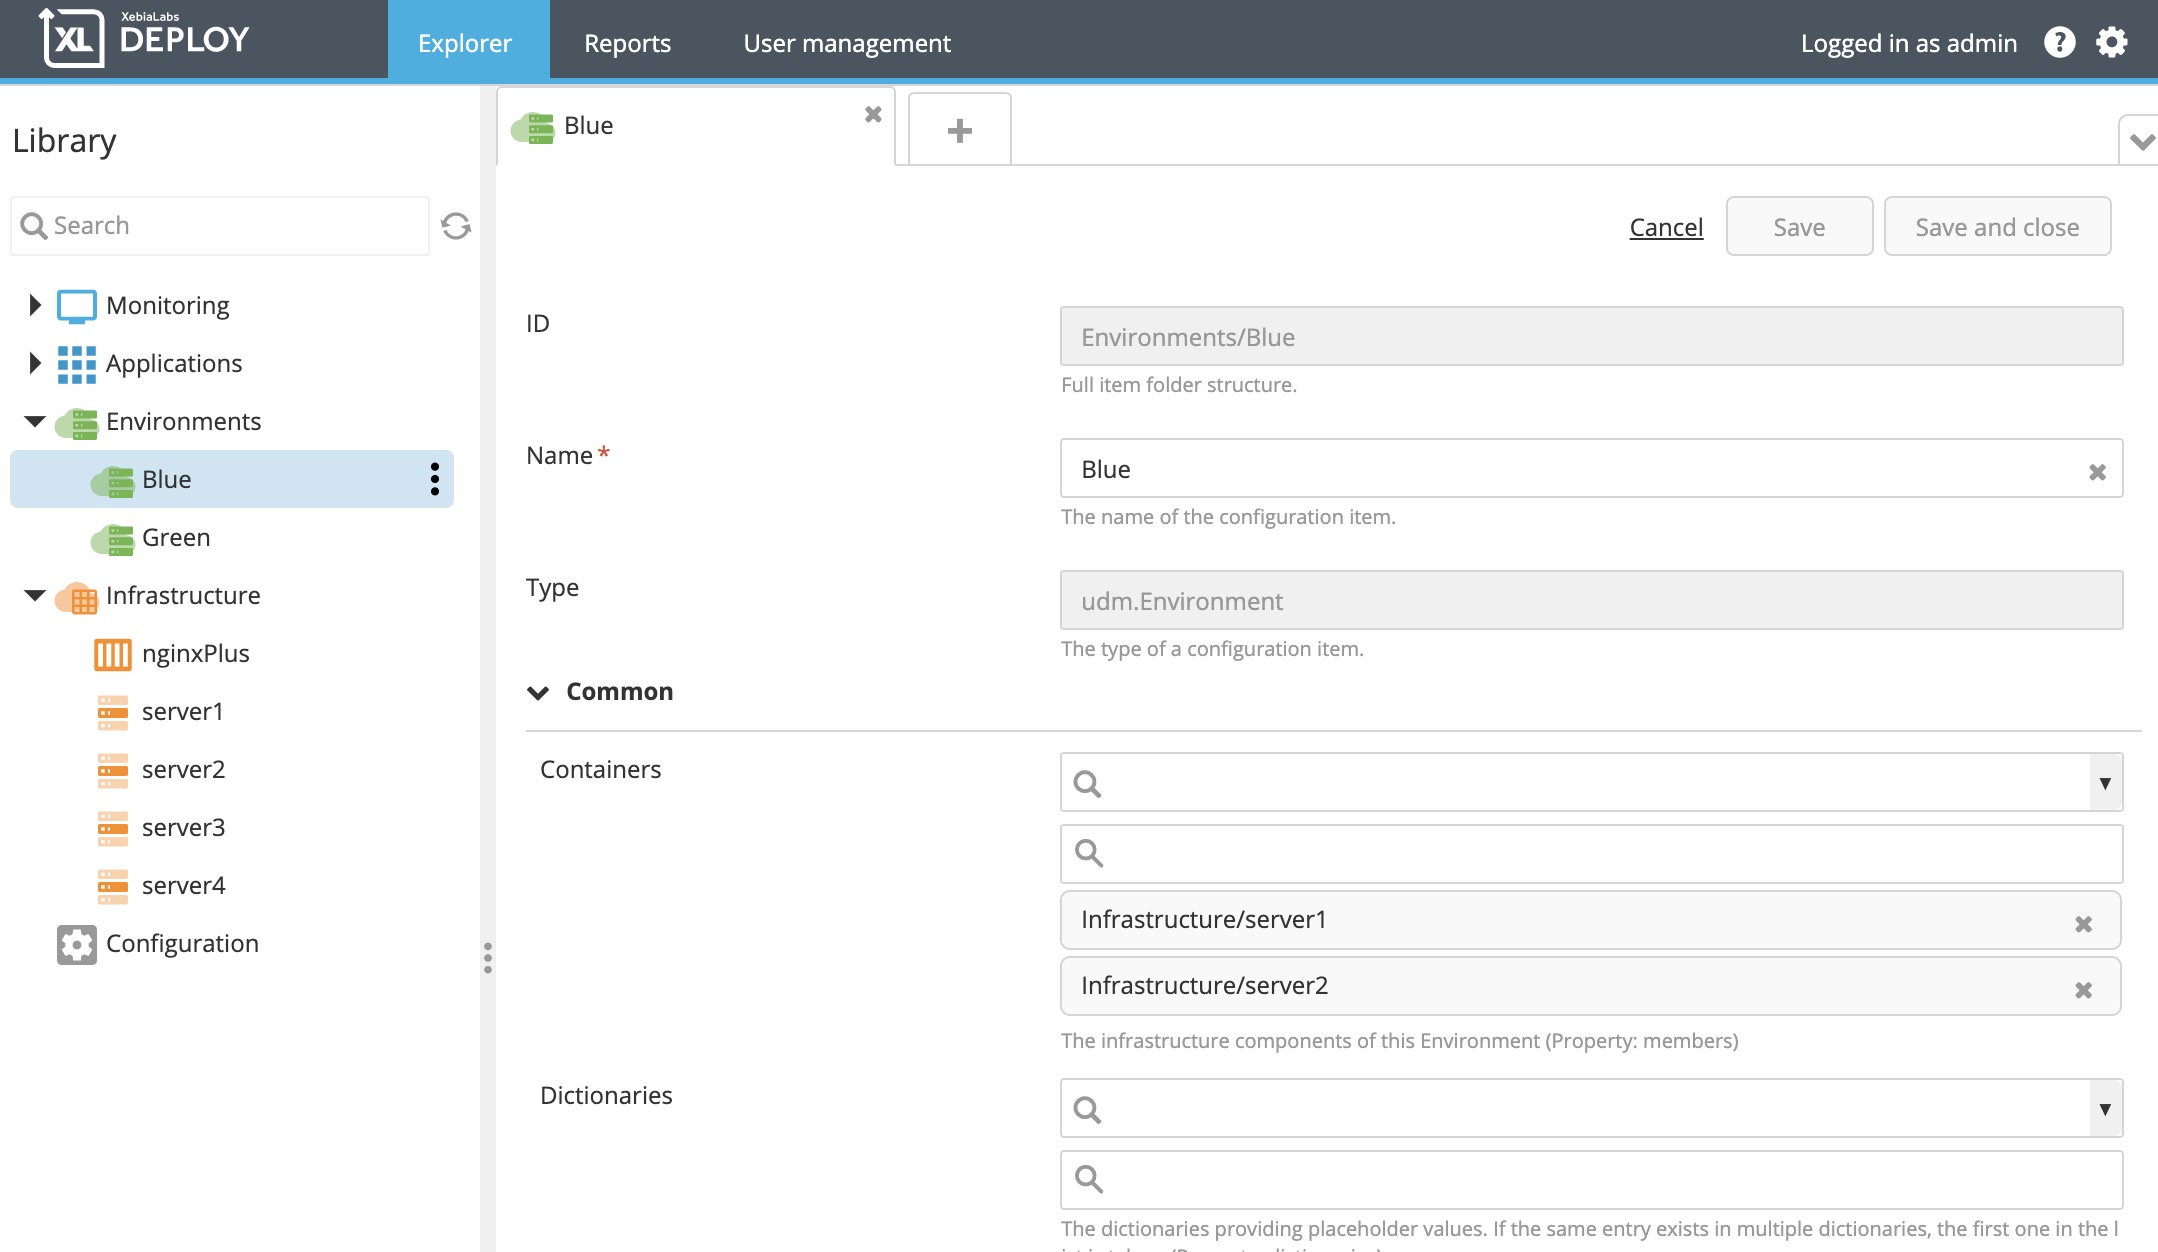 XebiaLabs
XL DEPLOY
Explorer
Reports
User management
Logged in as admin
?
Library
Search
Monitoring
Applications
Environments
Blue
Green
Infrastructure
nginxPlus
server1
server2
server3
server4
Configuration
Blue
Cancel
Save
Save and close
ID
Environments/Blue
Full item folder structure.
Name*
Blue
The name of the configuration item.
Type
udm.Environment
The type of a configuration item.
Common
Containers
Infrastructure/server1
Infrastructure/server2
The infrastructure components of this Environment (Property: members)
Dictionaries
The dictionaries providing placeholder values. If the same entry exists in multiple dictionaries, the first one in the l